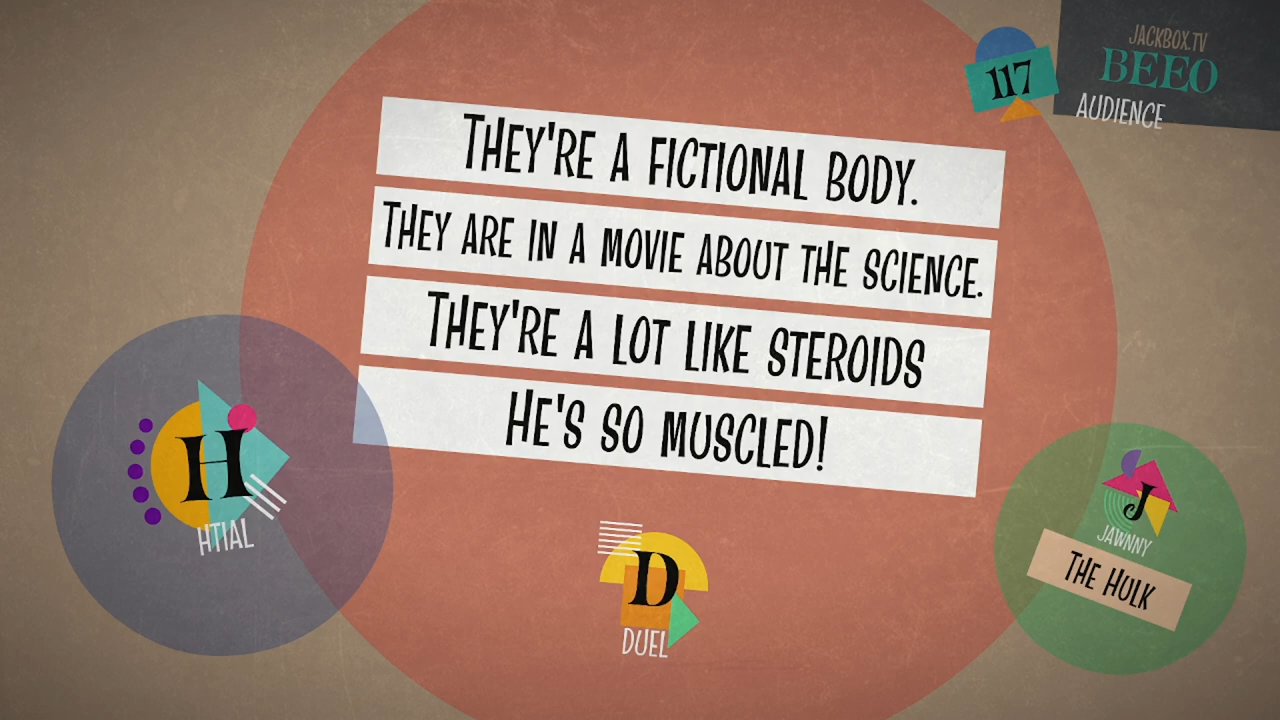 JACKBOX.TV
BEEO
117
AUDIENCE
THEY'RE A FICTIONAL BODY.
THEY ARE IN A MOVIE ABOUT THE SCIENCE.
THEY'RE A LOT LIKE STEROIDS
HE'S SO MUSCLED!
H
HTIAL
D
DUEL
J
JAWNNY
THE HULK